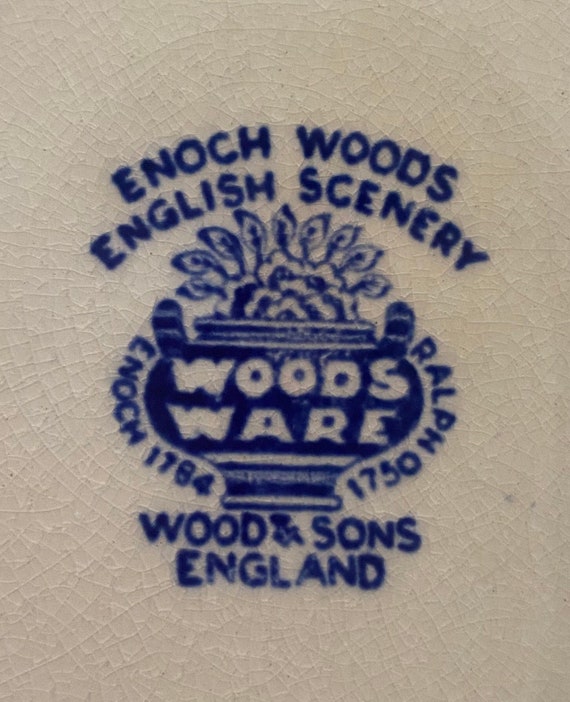 ENOCH WOODS
ENGLISH SCENERY
WOODS
WARE
ENOCH 1784
RALPH 1750
WOOD & SONS
ENGLAND